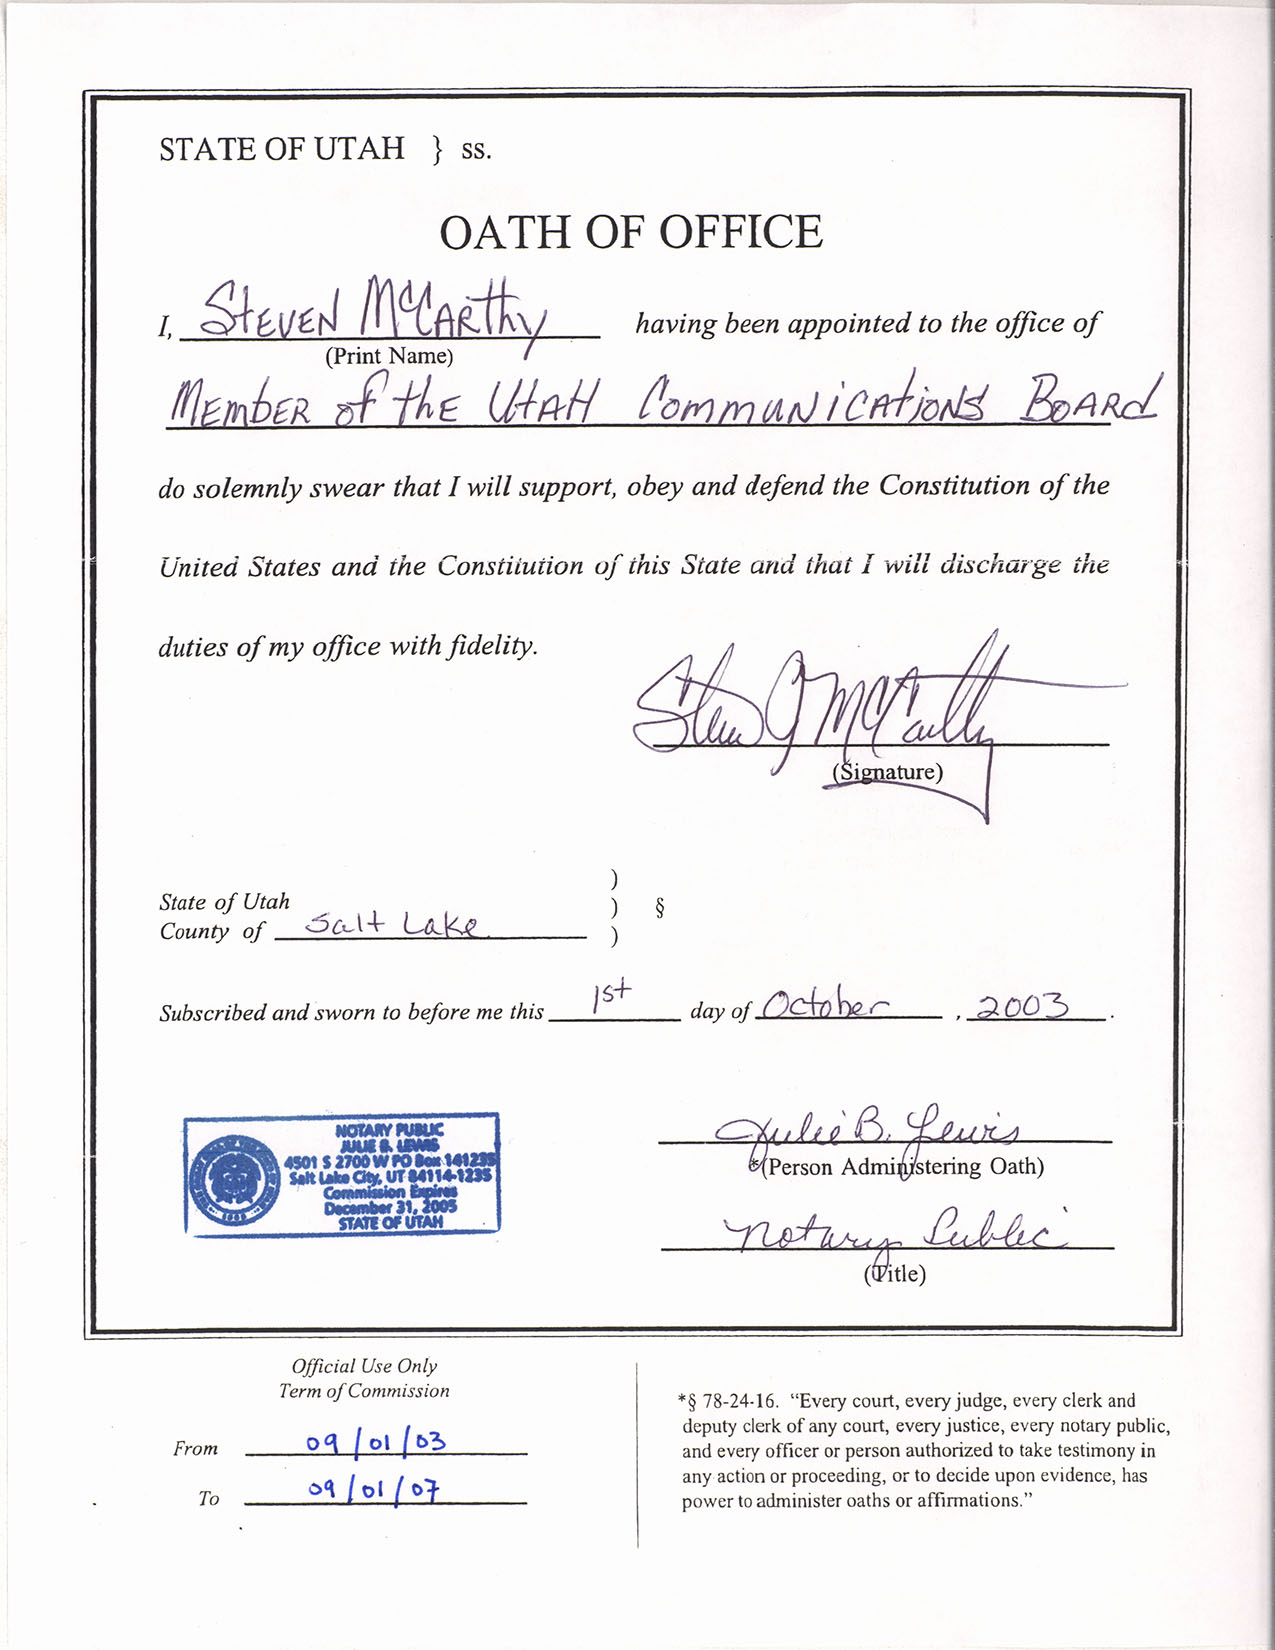 STATE OF UTAH } ss.
OATH OF OFFICE
I, Steven McCarthy having been appointed to the office of
(Print Name)
Member of the Utah Communications Board
do solemnly swear that I will support, obey and defend the Constitution of the
United States and the Constitution of this State and that I will discharge the
duties of my office with fidelity.
Steven J McCarthy
(Signature)
)
State of Utah ) §
County of Salt Lake )
Subscribed and sworn to before me this 1st day of October , 2003 .
NOTARY PUBLIC
JULIE B. LEWIS
4501 S 2700 W PO Box 141235
Salt Lake City, UT 84114-1235
Commission Expires
December 31, 2005
STATE OF UTAH
Julie B. Lewis
*(Person Administering Oath)
Notary Public
(Title)
Official Use Only
Term of Commission
From 09/01/03
To 09/01/07
*§ 78-24-16. “Every court, every judge, every clerk and
deputy clerk of any court, every justice, every notary public,
and every officer or person authorized to take testimony in
any action or proceeding, or to decide upon evidence, has
power to administer oaths or affirmations.”